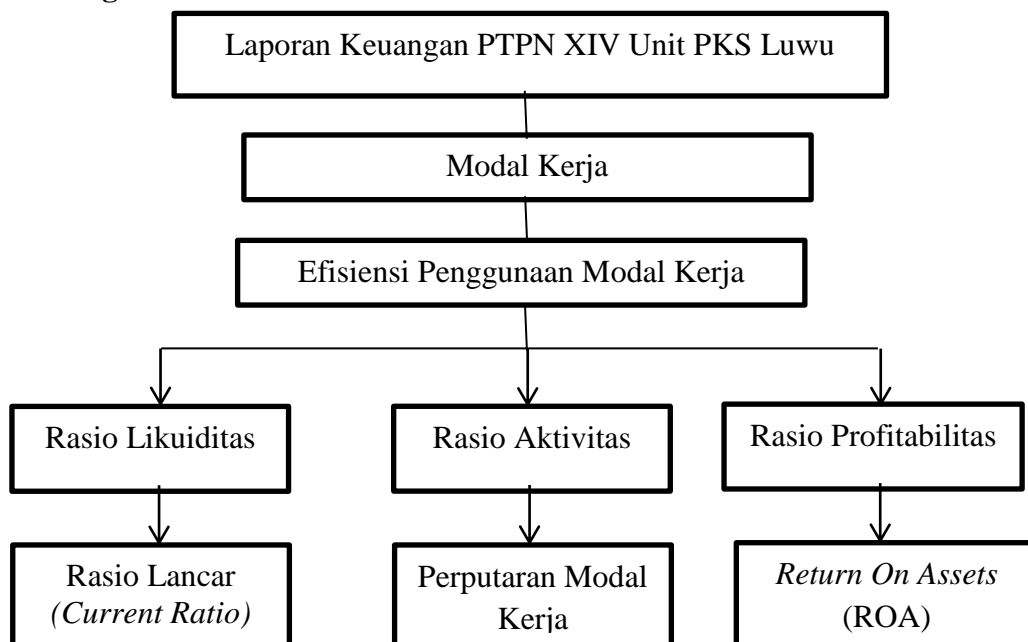 Laporan Keuangan PTPN XIV Unit PKS Luwu
Modal Kerja
Efisiensi Penggunaan Modal Kerja
Rasio Likuiditas
Rasio Aktivitas
Rasio Profitabilitas
Rasio Lancar
(Current Ratio)
Perputaran Modal
Kerja
Return On Assets
(ROA)